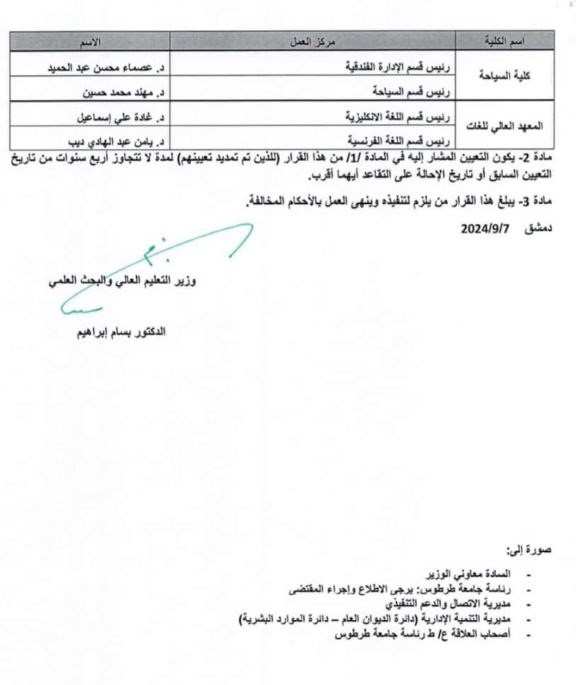 اسم الكلية	مركز العمل	الاسم
كلية السياحة	رئيس قسم الإدارة الفندقية	د. عصماء محسن عبد الحميد
رئيس قسم السياحة	د. مهند محمد حسين
المعهد العالي للغات	رئيس قسم اللغة الانكليزية	د. غادة علي إسماعيل
رئيس قسم اللغة الفرنسية	د. يامن عبد الهادي ديب
مادة 2- يكون التعيين المشار إليه في المادة /1/ من هذا القرار (للذين تم تمديد تعيينهم) لمدة لا تتجاوز أربع سنوات من تاريخ
التعيين السابق أو تاريخ الإحالة على التقاعد أيهما أقرب.
مادة 3- يبلغ هذا القرار من يلزم لتنفيذه وينهى العمل بالأحكام المخالفة.
دمشق 2024/9/7
وزير التعليم العالي والبحث العلمي
الدكتور بسام إبراهيم
صورة إلى:
- السادة معاوني الوزير
- رئاسة جامعة طرطوس: يرجى الاطلاع وإجراء المقتضى
- مديرية الاتصال والدعم التنفيذي
- مديرية التنمية الإدارية (دائرة الديوان العام – دائرة الموارد البشرية)
- أصحاب العلاقة ع/ ط رئاسة جامعة طرطوس